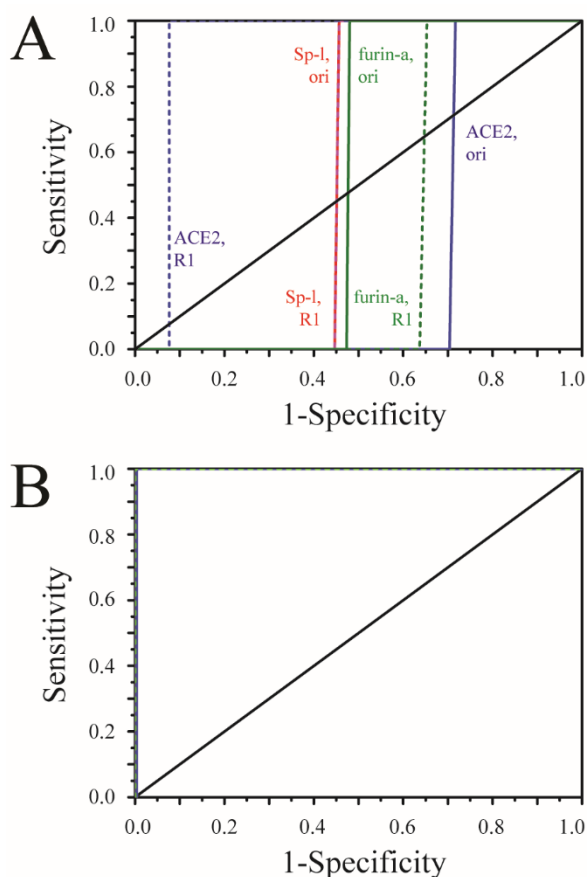 A
1.0
0.8
0.6
0.4
0.2
0.0
Sensitivity
Sp-l,
ori
furin-a,
ori
ACE2,
ori
ACE2,
R1
Sp-l,
R1
furin-a,
R1
0.0 0.2 0.4 0.6 0.8 1.0
1-Specificity
B
1.0
0.8
0.6
0.4
0.2
0.0
Sensitivity
0.0 0.2 0.4 0.6 0.8 1.0
1-Specificity